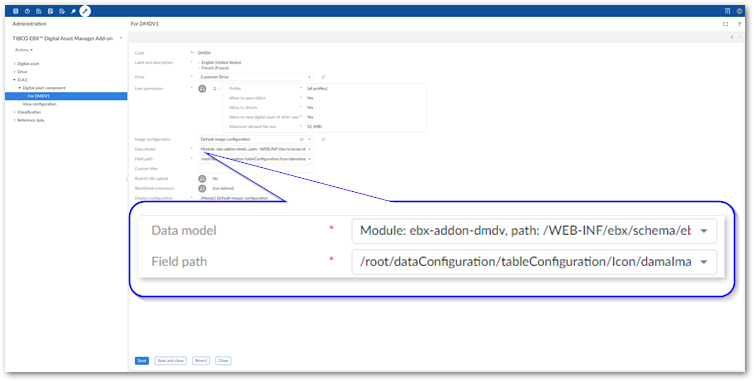 Administration
For DMDV1
TIBCO EBX™ Digital Asset Manager Add-on
Actions
Digital asset
Drive
D.A.C
Digital asset component
For DMDV1
View configuration
Classification
Reference data
Code DMDV
Label and description - English (United States)
- French (France)
Drive * Customer Drive
User permission * 1 Profile * [all profiles]
Allow to open Editor * Yes
Allow to detach * Yes
Allow to view digital asset of other user * Yes
Maximum allowed file size * 52 (MB)
Image configuration Default image configuration
Data model * Module: ebx-addon-dmdv, path: /WEB-INF/ebx/schema/eb
Field path * /root/dataConfiguration/tableConfiguration/Icon/damaIma
Custom filter
Restrict file upload No
Blacklisted extensions [not defined]
Display configuration [Mosaic] Default mosaic configuration
Data model * Module: ebx-addon-dmdv, path: /WEB-INF/ebx/schema/eb
Field path * /root/dataConfiguration/tableConfiguration/Icon/damaIma
Save Save and close Revert Close